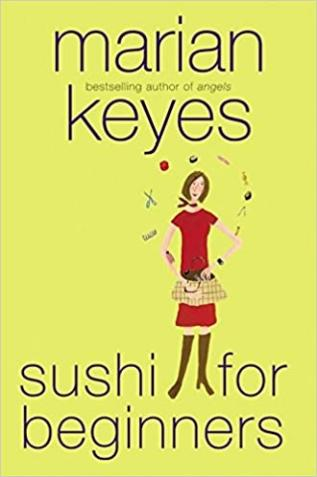 marian
bestselling author of angels
keyes
sushi for
beginners